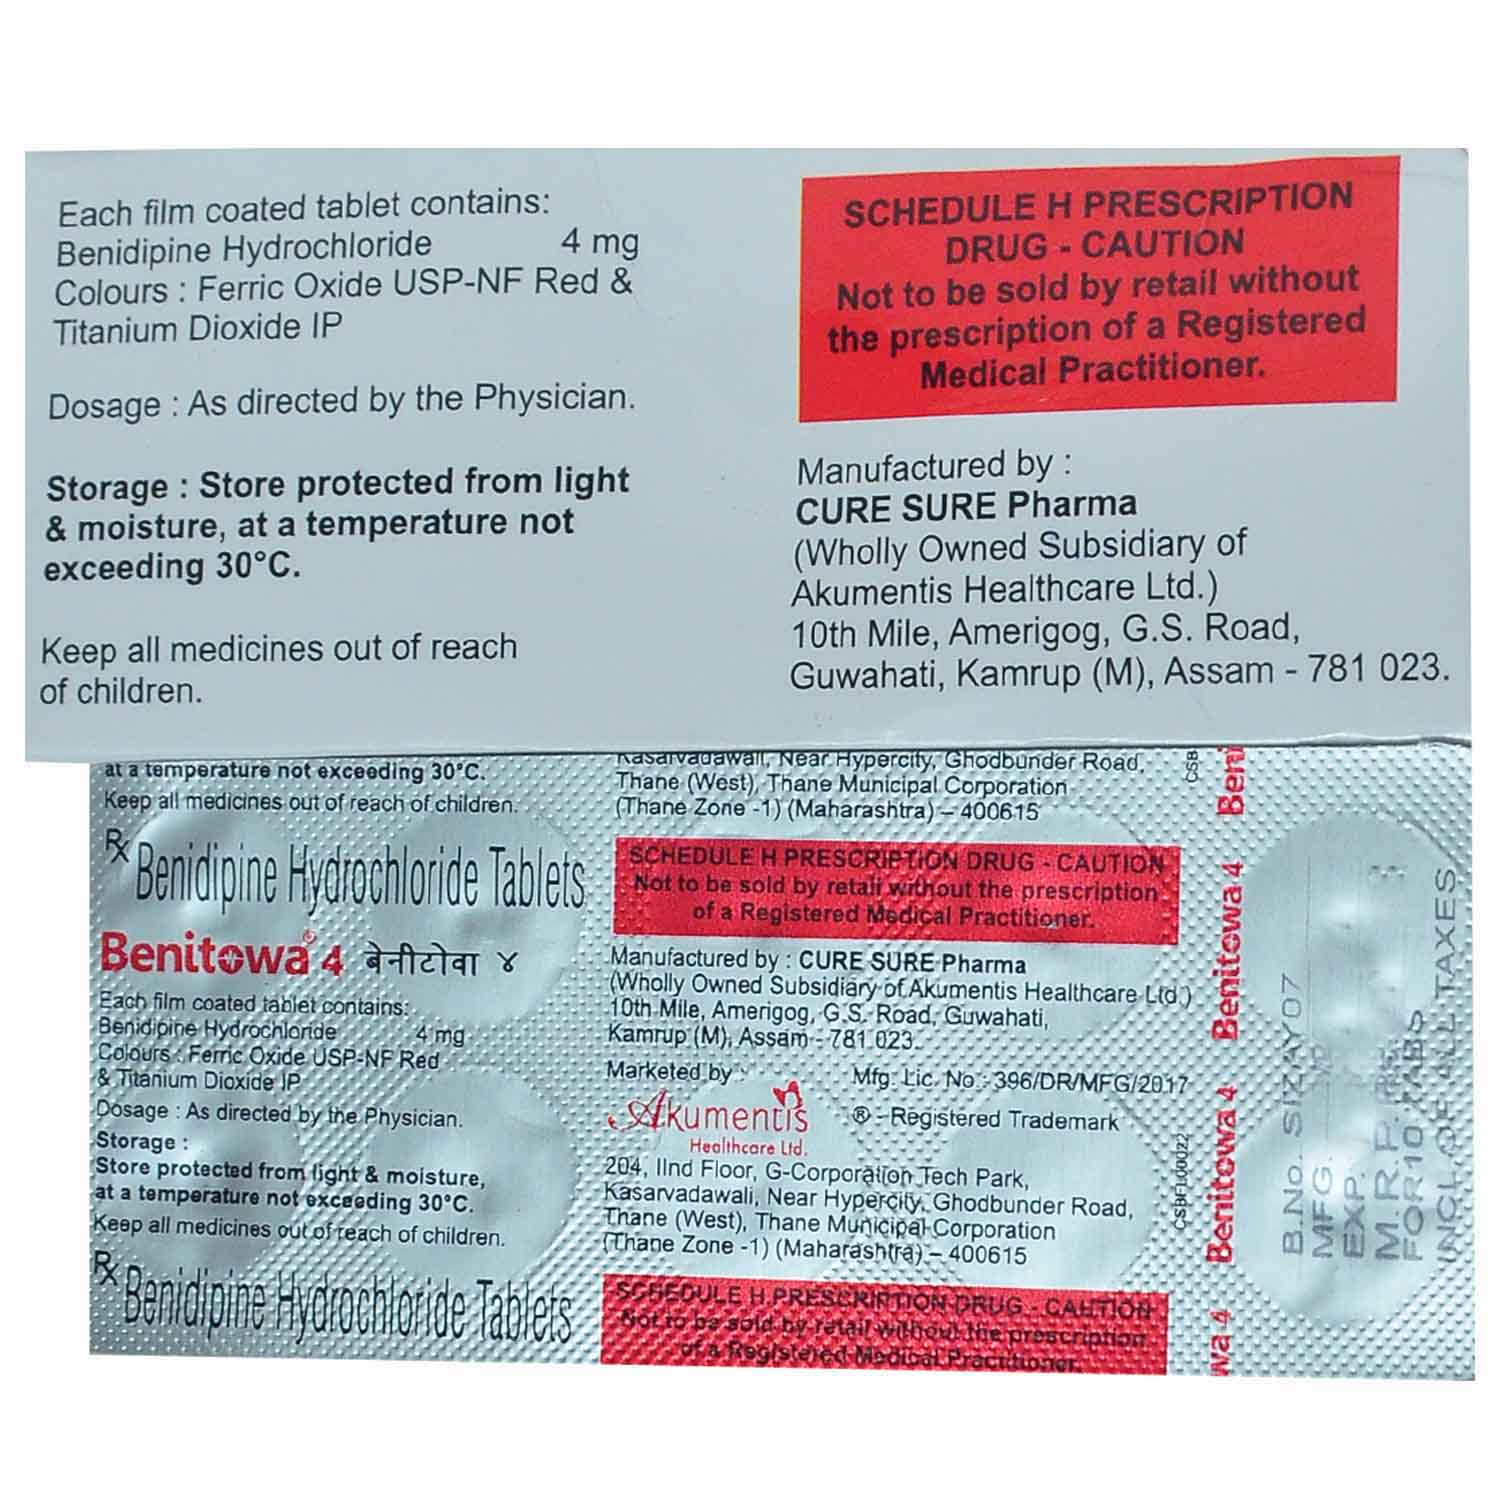 Each film coated tablet contains:
Benidipine Hydrochloride 4 mg
Colours : Ferric Oxide USP-NF Red &
Titanium Dioxide IP
Dosage : As directed by the Physician.
Storage : Store protected from light
& moisture, at a temperature not
exceeding 30°C.
Keep all medicines out of reach
of children.
SCHEDULE H PRESCRIPTION
DRUG - CAUTION
Not to be sold by retail without
the prescription of a Registered
Medical Practitioner.
Manufactured by :
CURE SURE Pharma
(Wholly Owned Subsidiary of
Akumentis Healthcare Ltd.)
10th Mile, Amerigog, G.S. Road,
Guwahati, Kamrup (M), Assam - 781 023.
at a temperature not exceeding 30°C.
Keep all medicines out of reach of children.
Rx Benidipine Hydrochloride Tablets
Benitowa® 4 बेनीटोवा ४
Each film coated tablet contains:
Benidipine Hydrochloride 4 mg
Colours : Ferric Oxide USP-NF Red
& Titanium Dioxide IP
Dosage : As directed by the Physician.
Storage :
Store protected from light & moisture,
at a temperature not exceeding 30°C.
Keep all medicines out of reach of children.
Rx Benidipine Hydrochloride Tablets
Kasarvadawali, Near Hypercity, Ghodbunder Road,
Thane (West), Thane Municipal Corporation
(Thane Zone -1) (Maharashtra) – 400615
SCHEDULE H PRESCRIPTION DRUG - CAUTION
Not to be sold by retail without the prescription
of a Registered Medical Practitioner.
Manufactured by : CURE SURE Pharma
(Wholly Owned Subsidiary of Akumentis Healthcare Ltd.)
10th Mile, Amerigog, G.S. Road, Guwahati,
Kamrup (M), Assam - 781 023.
Marketed by : Mfg. Lic. No.: 396/DR/MFG/2017
Akumentis ® – Registered Trademark
Healthcare Ltd.
204, IInd Floor, G-Corporation Tech Park,
Kasarvadawali, Near Hypercity, Ghodbunder Road,
Thane (West), Thane Municipal Corporation
(Thane Zone -1) (Maharashtra) – 400615
SCHEDULE H PRESCRIPTION DRUG - CAUTION
Not to be sold by retail without the prescription
of a Registered Medical Practitioner.
CSB
CSBFL00022
Beni
Benitowa 4
Benitowa 4
wa 4
B.No. SIZAY07
MFG.
EXP.
M.R.P.
FOR 10 TABS
INCL. OF ALL TAXES